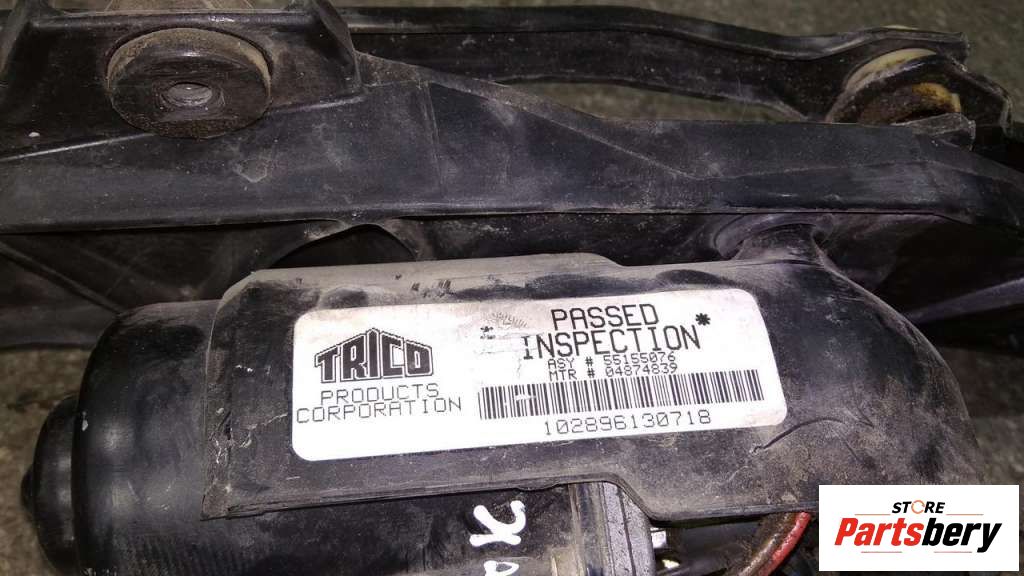 TRICO
PRODUCTS
CORPORATION
* PASSED
INSPECTION*
ASY # 55155076
MTR # 04874839
102896130718
STORE
Partsbery